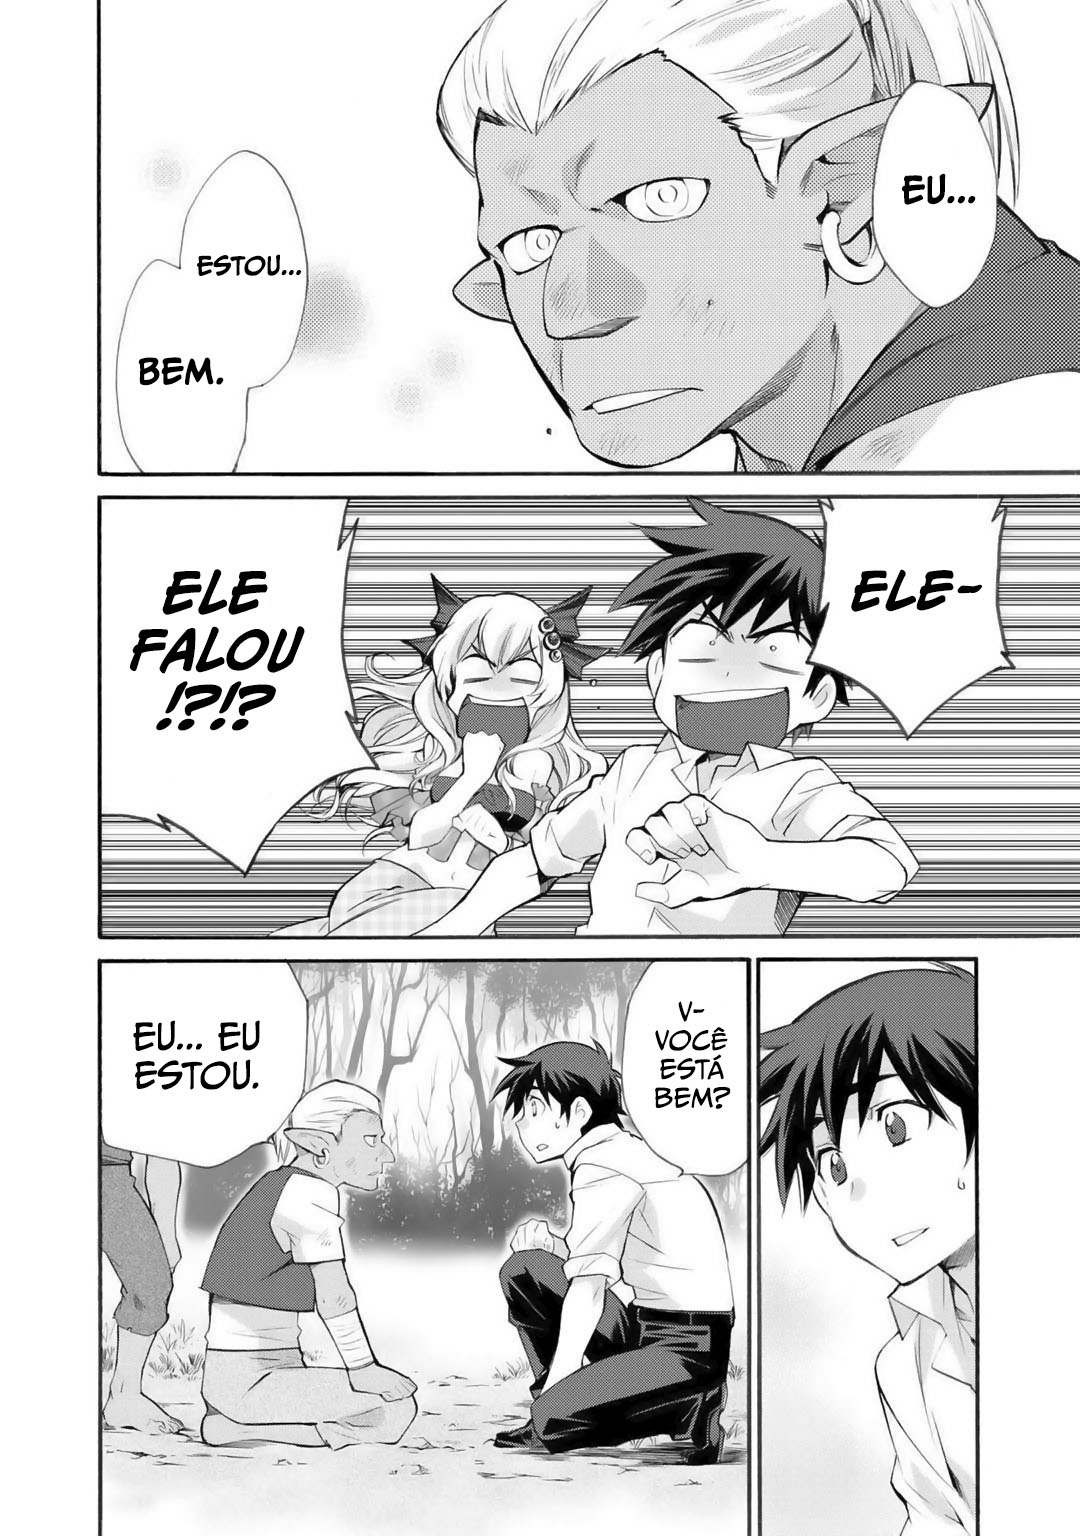 EU...
ESTOU...
BEM.
ELE-
ELE
FALOU
!?!?
V-
VOCÊ
ESTÁ
BEM?
EU... EU
ESTOU.